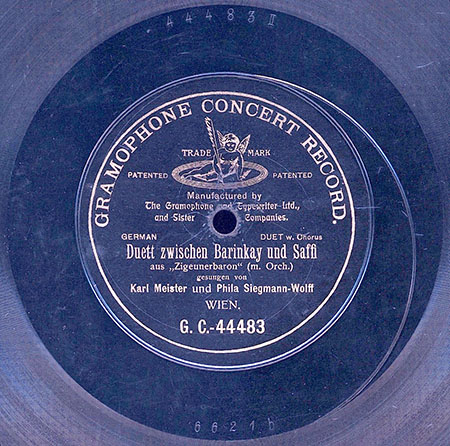 44483 II
GRAMOPHONE CONCERT RECORD.
TRADE MARK
PATENTED PATENTED
Manufactured by
The Gramophone and Typewriter Ltd.,
and Sister Companies.
GERMAN DUET w. Chorus
Duett zwischen Barinkay und Saffi
aus „Zigeunerbaron" (m. Orch.)
gesungen von
Karl Meister und Phila Siegmann-Wolff
WIEN.
G. C.-44483
6621b